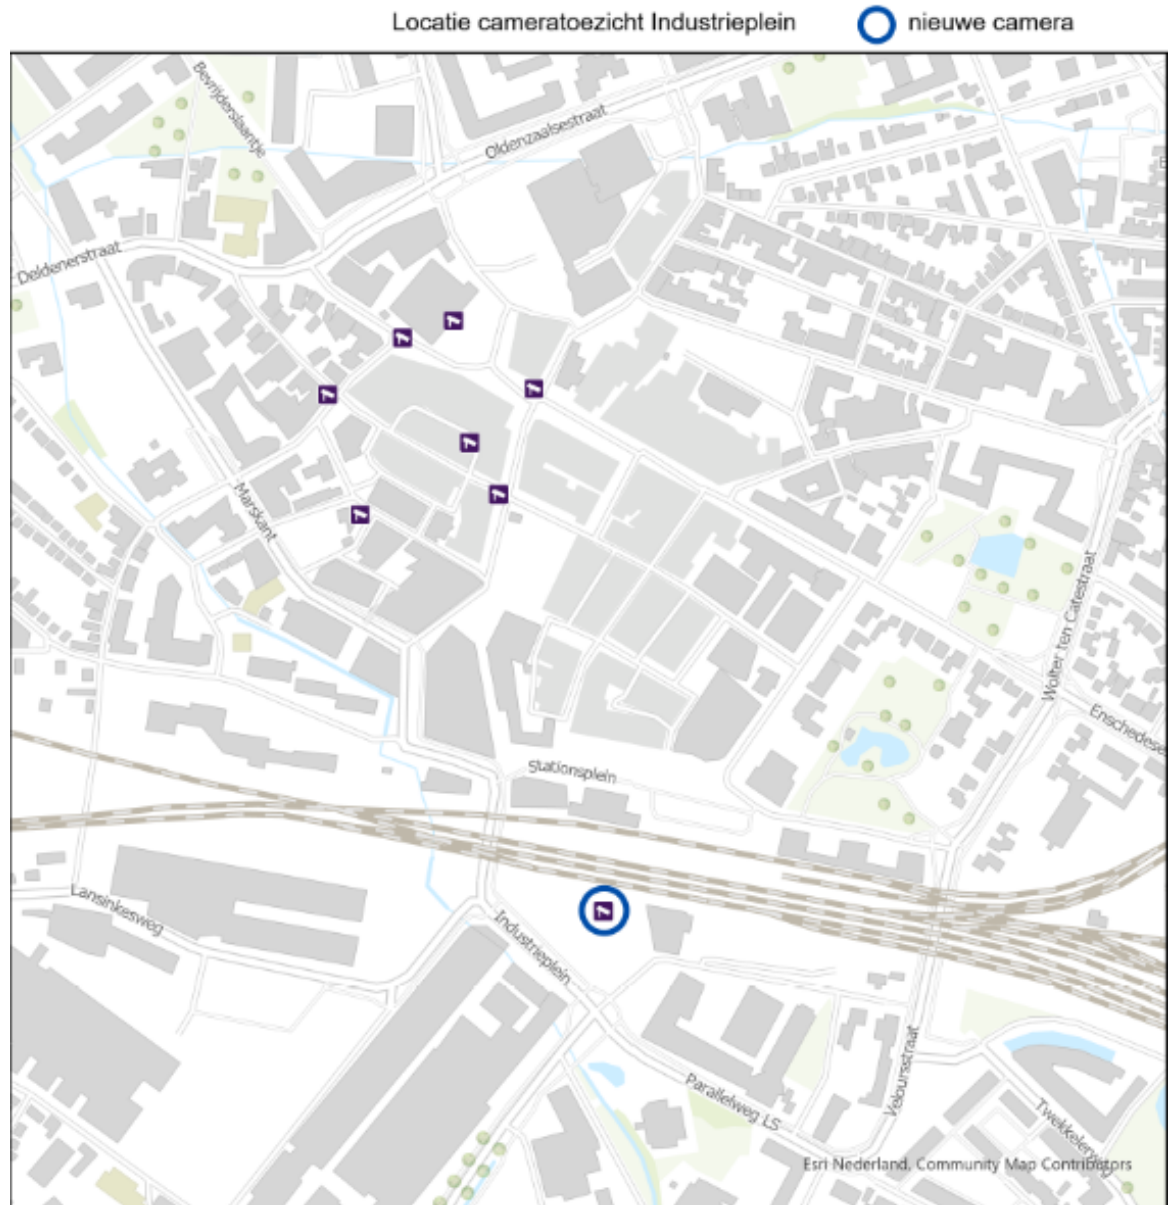 Locatie cameratoezicht Industrieplein nieuwe camera
Bevrijderslaantje
Oldenzaalsestraat
Deldenerstraat
Marskant
Wolter ten Catestraat
Enschedese
Stationsplein
Lansinkesweg
Industrieplein
Veloursstraat
Parallelweg LS
Twekkelerweg
Esri Nederland, Community Map Contributors